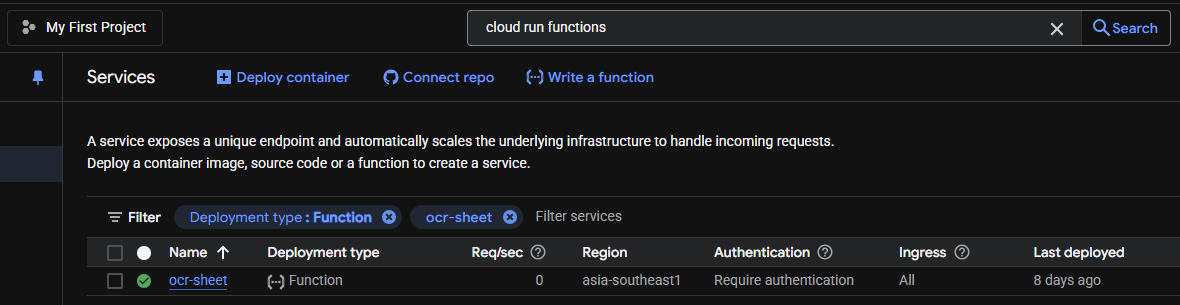 My First Project
cloud run functions
Search
Services
Deploy container
Connect repo
Write a function
A service exposes a unique endpoint and automatically scales the underlying infrastructure to handle incoming requests.
Deploy a container image, source code or a function to create a service.
Filter Deployment type : Function ocr-sheet Filter services
Name Deployment type Req/sec Region Authentication Ingress Last deployed
ocr-sheet Function 0 asia-southeast1 Require authentication All 8 days ago